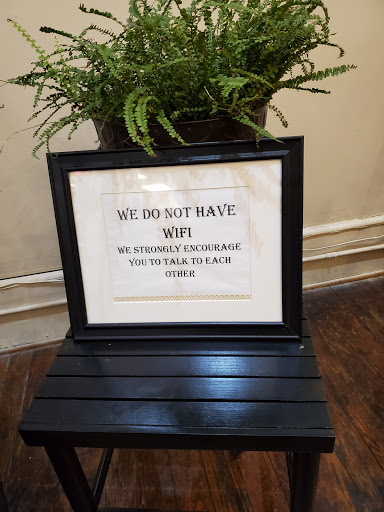 WE DO NOT HAVE
WIFI
WE STRONGLY ENCOURAGE
YOU TO TALK TO EACH
OTHER